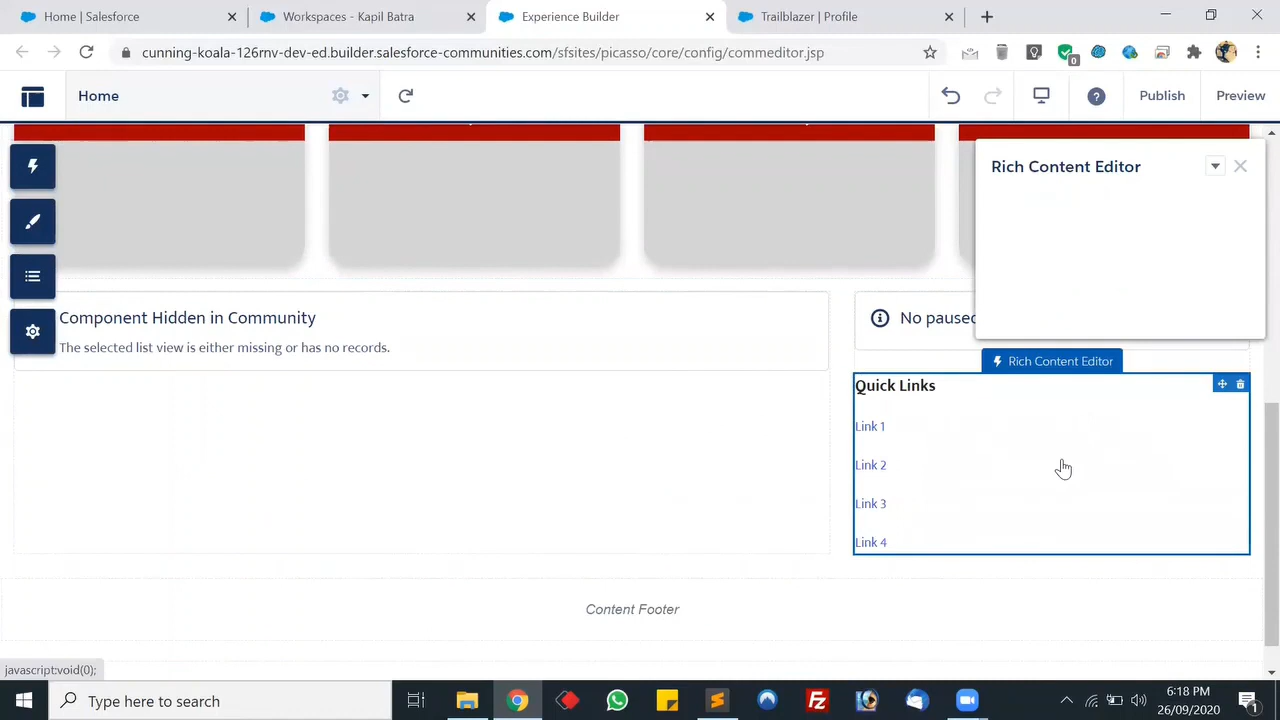 Home | Salesforce
Workspaces - Kapil Batra
Experience Builder
Trailblazer | Profile
cunning-koala-126rnv-dev-ed.builder.salesforce-communities.com/sfsites/picasso/core/config/commeditor.jsp
0
Home
Publish
Preview
Rich Content Editor
Component Hidden in Community
The selected list view is either missing or has no records.
No paused
Rich Content Editor
Quick Links
Link 1
Link 2
Link 3
Link 4
Content Footer
javascript:void(0);
Type here to search
6:18 PM
26/09/2020
1